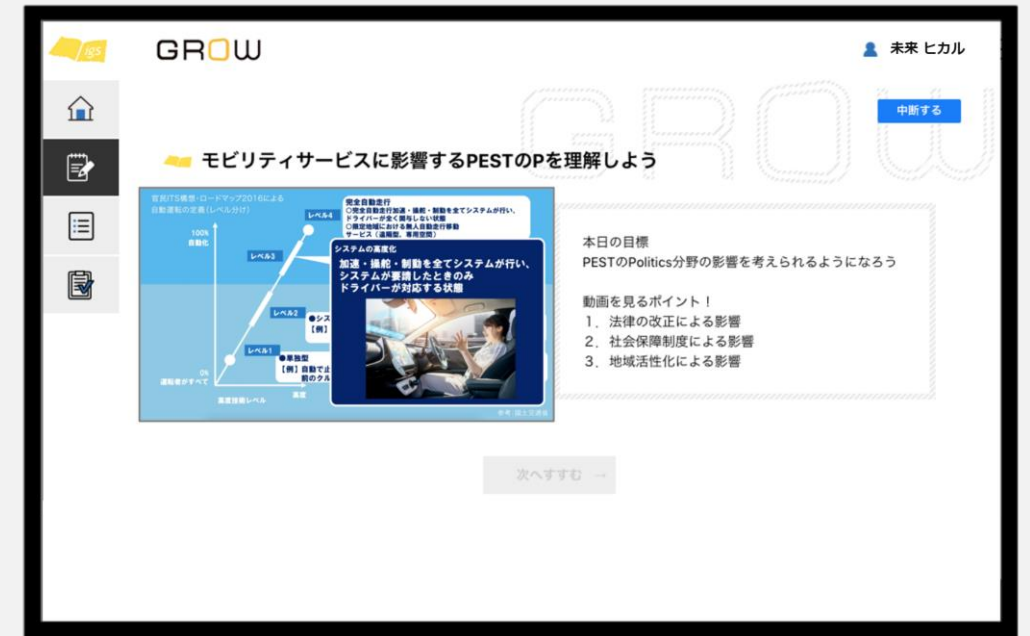 igs
GROW
未来 ヒカル
GROW
中断する
モビリティサービスに影響するPESTのPを理解しよう
官民ITS構想・ロードマップ2016による
自動運転の定義(レベル分け)
100%
自動化
レベル4
レベル3
レベル2
レベル1
0%
運転者がすべて
高度技術レベル
高度
完全自動走行
○完全自動走行加速・操舵・制動を全てシステムが行い、
ドライバーが全く関与しない状態
○限定地域における無人自動走行移動
サービス(遠隔型、専用空間)
システムの高度化
加速・操舵・制動を全てシステムが行い、
システムが要請したときのみ
ドライバーが対応する状態
●シス
【例】
●単独型
【例】自動で止
前のクル
参考:国土交通省
本日の目標
PESTのPolitics分野の影響を考えられるようになろう
動画を見るポイント！
1．法律の改正による影響
2．社会保障制度による影響
3．地域活性化による影響
次へすすむ →